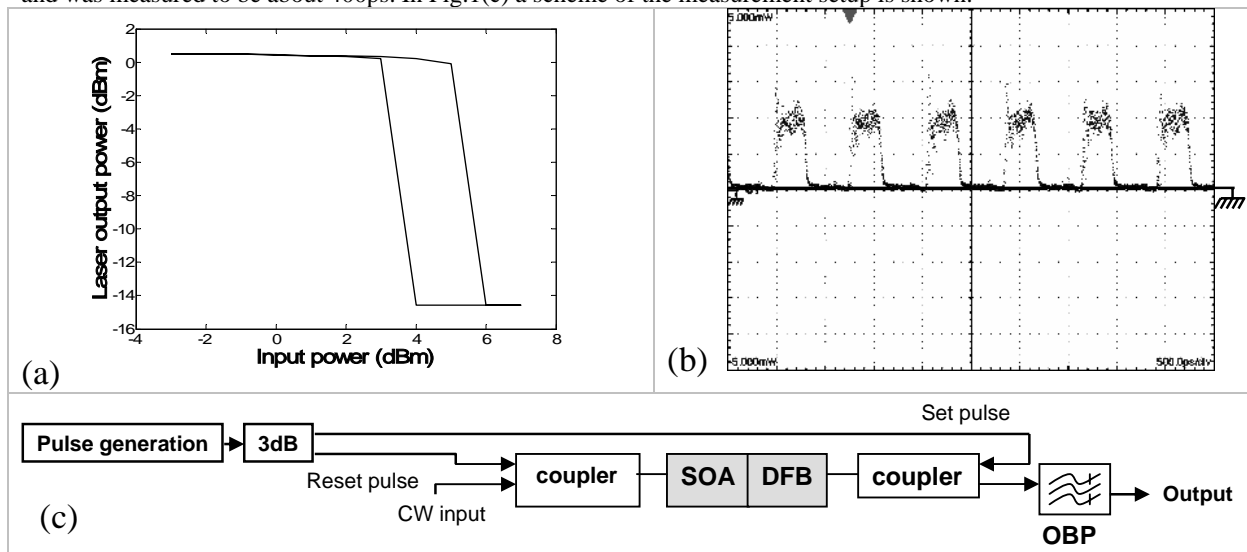 and was measured to be about 400ps. In Fig.1(c) a scheme of the measurement setup is shown.
2
0
-2
-4
-6
-8
-10
-12
-14
-16
-4 -2 0 2 4 6 8
Laser output power (dBm)
Input power (dBm)
(a)
5.000mW
-5.000mW
500.0ps/div
(b)
Set pulse
Pulse generation
3dB
coupler
SOA
DFB
coupler
Reset pulse
CW input
OBP
Output
(c)